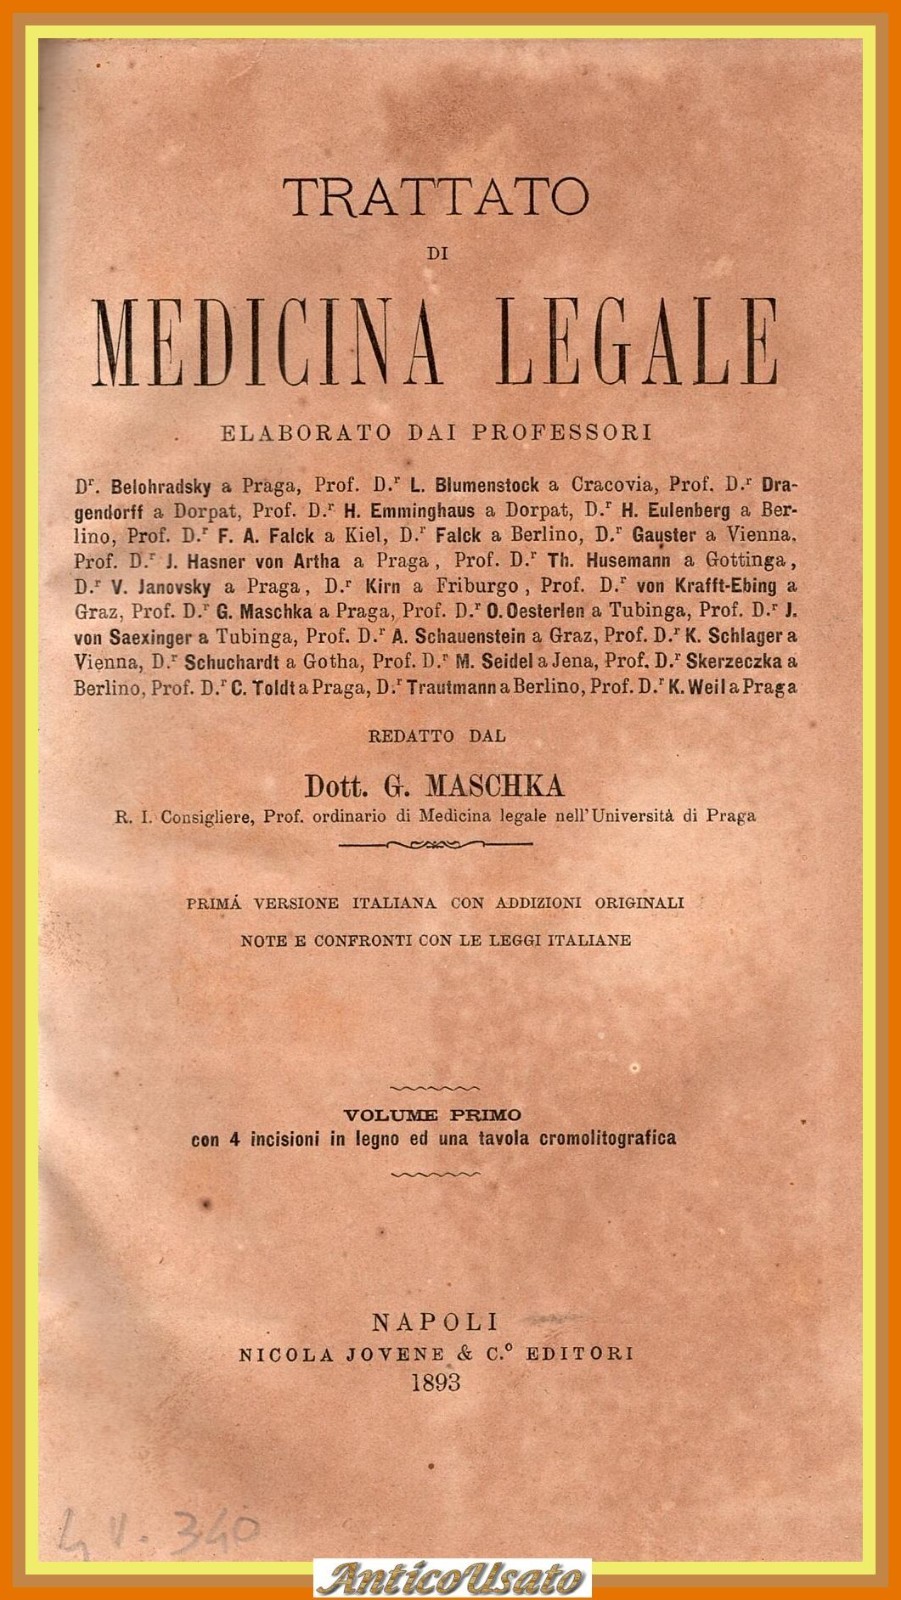 TRATTATO
DI
MEDICINA LEGALE
ELABORATO DAI PROFESSORI
Dr. Belohradsky a Praga, Prof. D.r L. Blumenstock a Cracovia, Prof. D.r Dra-
gendorff a Dorpat, Prof. D.r H. Emminghaus a Dorpat, D.r H. Eulenberg a Ber-
lino, Prof. D.r F. A. Falck a Kiel, D.r Falck a Berlino, D.r Gauster a Vienna,
Prof. D.r J. Hasner von Artha a Praga, Prof. D.r Th. Husemann a Gottinga,
D.r V. Janovsky a Praga, D.r Kirn a Friburgo, Prof. D.r von Krafft-Ebing a
Graz, Prof. D.r G. Maschka a Praga, Prof. D.r O. Oesterlen a Tubinga, Prof. D.r J.
von Saexinger a Tubinga, Prof. D.r A. Schauenstein a Graz, Prof. D.r K. Schlager a
Vienna, D.r Schuchardt a Gotha, Prof. D.r M. Seidel a Jena, Prof. D.r Skerzeczka a
Berlino, Prof. D.r C. Toldt a Praga, D.r Trautmann a Berlino, Prof. D.r K. Weil a Praga
REDATTO DAL
Dott. G. MASCHKA
R. I. Consigliere, Prof. ordinario di Medicina legale nell'Università di Praga
PRIMÁ VERSIONE ITALIANA CON ADDIZIONI ORIGINALI
NOTE E CONFRONTI CON LE LEGGI ITALIANE
VOLUME PRIMO
con 4 incisioni in legno ed una tavola cromolitografica
NAPOLI
NICOLA JOVENE & C.º EDITORI
1893
4 V. 340
AnticoUsato